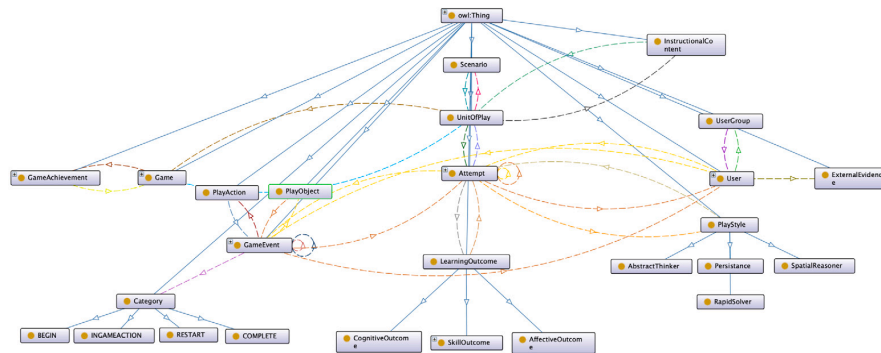 owl:Thing
InstructionalCo
ntent
Scenario
UnitOfPlay
UserGroup
GameAchievement
Game
PlayAction
PlayObject
Attempt
User
ExternalEvidenc
e
PlayStyle
GameEvent
LearningOutcome
AbstractThinker
Persistance
SpatialReasoner
Category
RapidSolver
BEGIN
INGAMEACTION
RESTART
COMPLETE
CognitiveOutcom
e
SkillOutcome
AffectiveOutcom
e